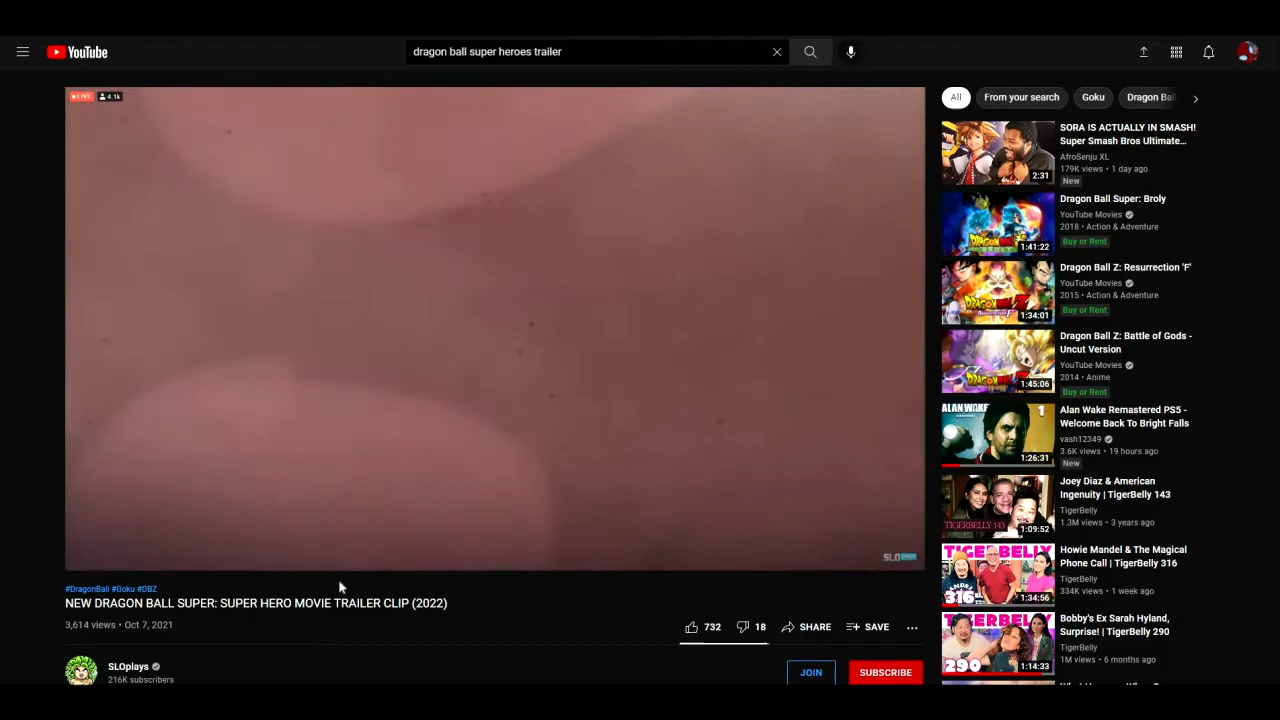 YouTube
dragon ball super heroes trailer
LIVE
4.1k
All
From your search
Goku
Dragon Bal
SORA IS ACTUALLY IN SMASH!
Super Smash Bros Ultimate...
AfroSenju XL
179K views • 1 day ago
New
2:31
Dragon Ball Super: Broly
YouTube Movies
2018 • Action & Adventure
Buy or Rent
1:41:22
Dragon Ball Z: Resurrection 'F'
YouTube Movies
2015 • Action & Adventure
Buy or Rent
1:34:01
Dragon Ball Z: Battle of Gods -
Uncut Version
YouTube Movies
2014 • Anime
Buy or Rent
1:45:06
ALAN WAKE
1
Alan Wake Remastered PS5 -
Welcome Back To Bright Falls
vash12349
3.6K views • 19 hours ago
New
1:26:31
Joey Diaz & American
Ingenuity | TigerBelly 143
TigerBelly
1.3M views • 3 years ago
TIGERBELLY 143
1:09:52
Howie Mandel & The Magical
Phone Call | TigerBelly 316
TigerBelly
334K views • 1 week ago
TIGERBELLY
316
1:34:56
Bobby's Ex Sarah Hyland,
Surprise! | TigerBelly 290
TigerBelly
1M views • 6 months ago
TIGERBELLY
290
1:14:33
SLO
#DragonBall #Goku #DBZ
NEW DRAGON BALL SUPER: SUPER HERO MOVIE TRAILER CLIP (2022)
3,614 views • Oct 7, 2021
732
18
SHARE
SAVE
SLOplays
216K subscribers
JOIN
SUBSCRIBE